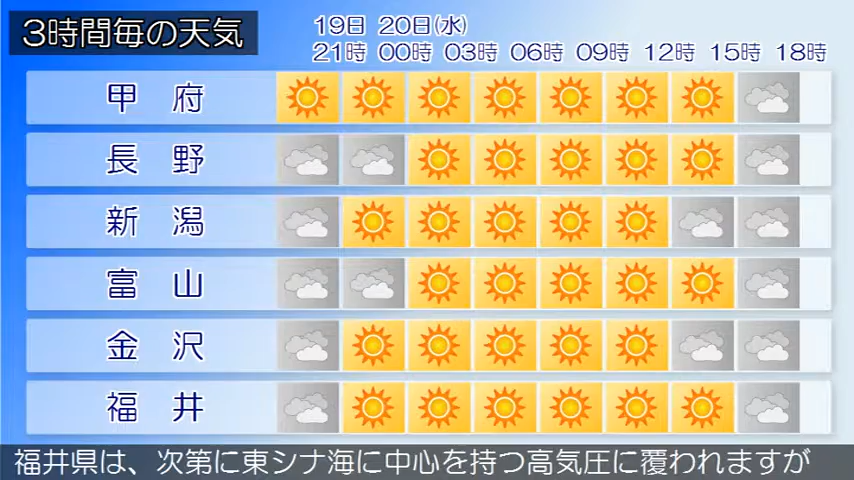 3時間毎の天気
19日 20日(水)
21時 00時 03時 06時 09時 12時 15時 18時
甲 府
長 野
新 潟
富 山
金 沢
福 井
福井県は、次第に東シナ海に中心を持つ高気圧に覆われますが